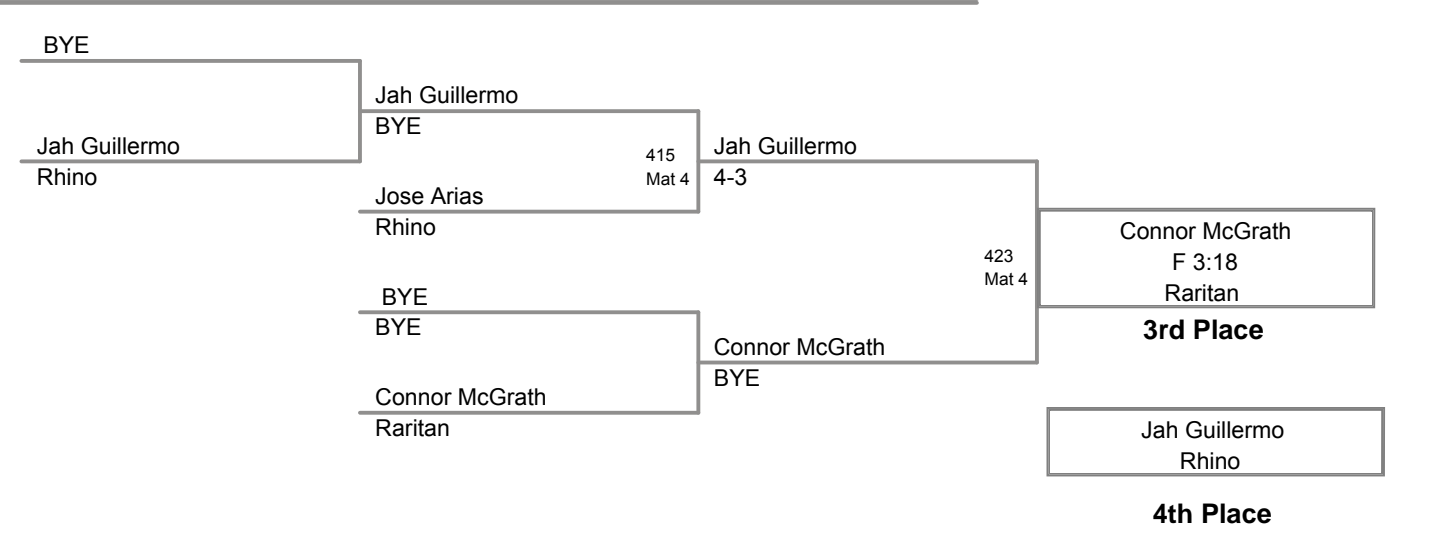 BYE
Jah Guillermo
BYE
Jah Guillermo
Rhino
415
Mat 4
Jah Guillermo
4-3
Jose Arias
Rhino
423
Mat 4
Connor McGrath
F 3:18
Raritan
3rd Place
BYE
BYE
Connor McGrath
BYE
Connor McGrath
Raritan
Jah Guillermo
Rhino
4th Place